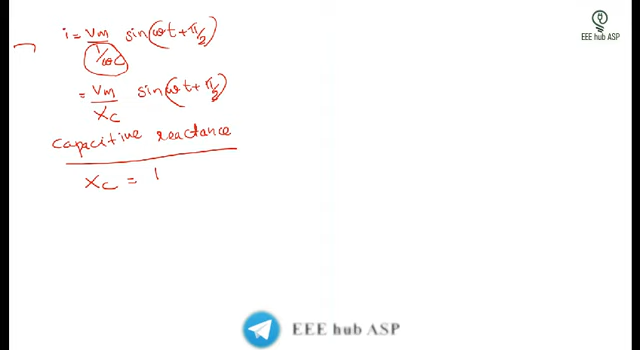 i = Vm/(1/ωC) sin(ωt + π/2)
= Vm/Xc sin(ωt + π/2)
capacitive reactance
Xc = 1
EEE hub ASP
EEE hub ASP